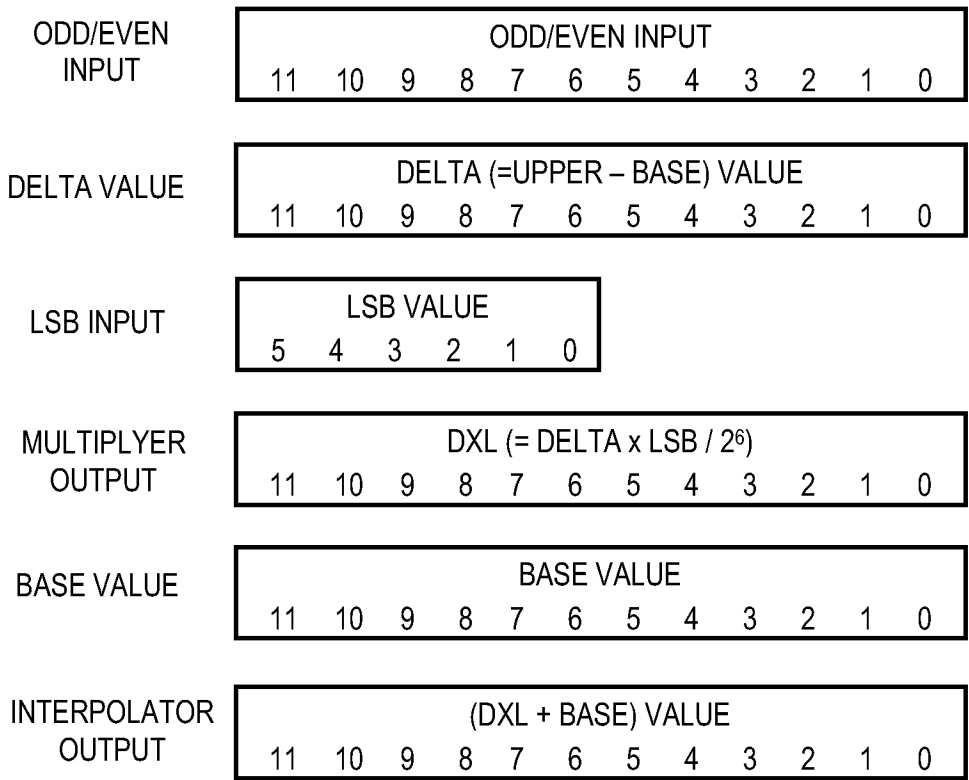 ODD/EVEN
INPUT
ODD/EVEN INPUT
11 10 9 8 7 6 5 4 3 2 1 0
DELTA VALUE
DELTA (=UPPER – BASE) VALUE
11 10 9 8 7 6 5 4 3 2 1 0
LSB INPUT
LSB VALUE
5 4 3 2 1 0
MULTIPLYER
OUTPUT
DXL (= DELTA x LSB / 2⁶)
11 10 9 8 7 6 5 4 3 2 1 0
BASE VALUE
BASE VALUE
11 10 9 8 7 6 5 4 3 2 1 0
INTERPOLATOR
OUTPUT
(DXL + BASE) VALUE
11 10 9 8 7 6 5 4 3 2 1 0